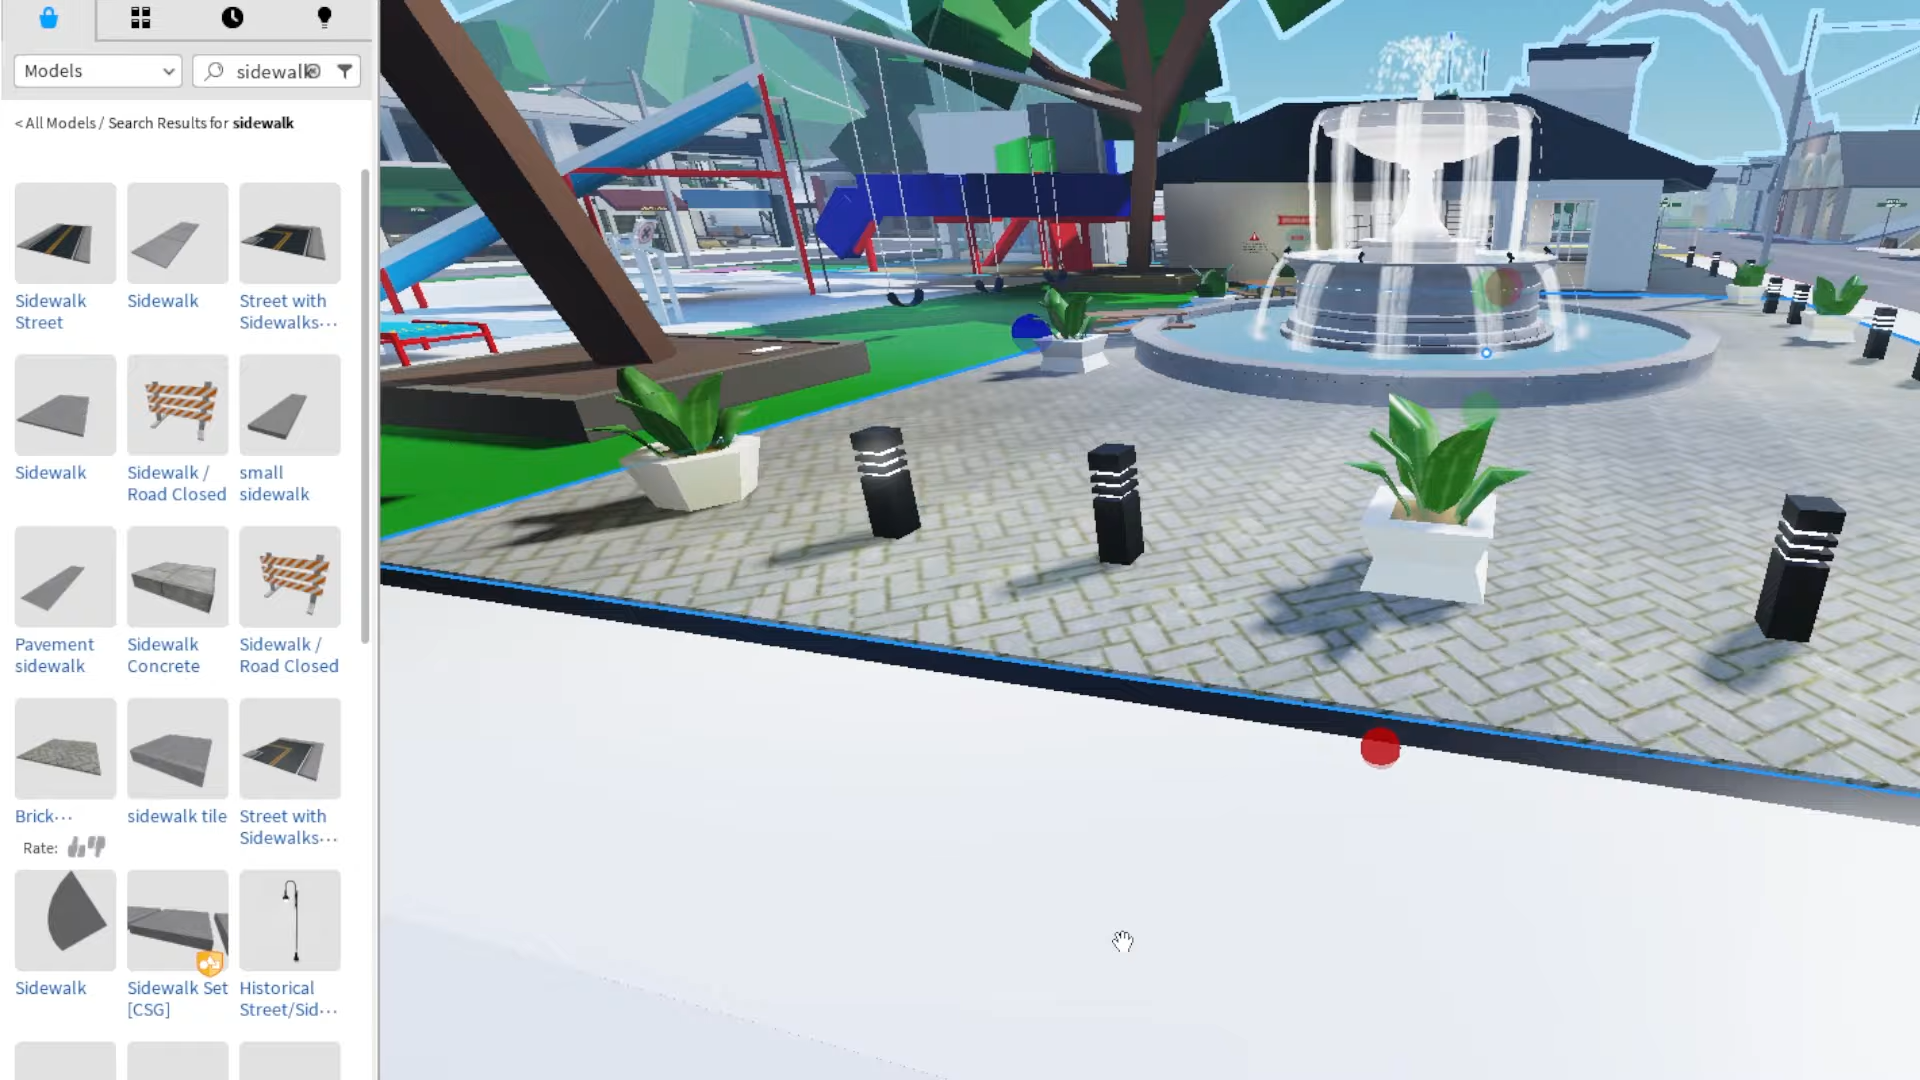 Models
sidewalk
< All Models / Search Results for sidewalk
Sidewalk
Street
Sidewalk
Street with
Sidewalks···
Sidewalk
Sidewalk /
Road Closed
small
sidewalk
Pavement
sidewalk
Sidewalk
Concrete
Sidewalk /
Road Closed
Brick···
sidewalk tile
Street with
Sidewalks···
Rate:
Sidewalk
Sidewalk Set
[CSG]
Historical
Street/Sid···